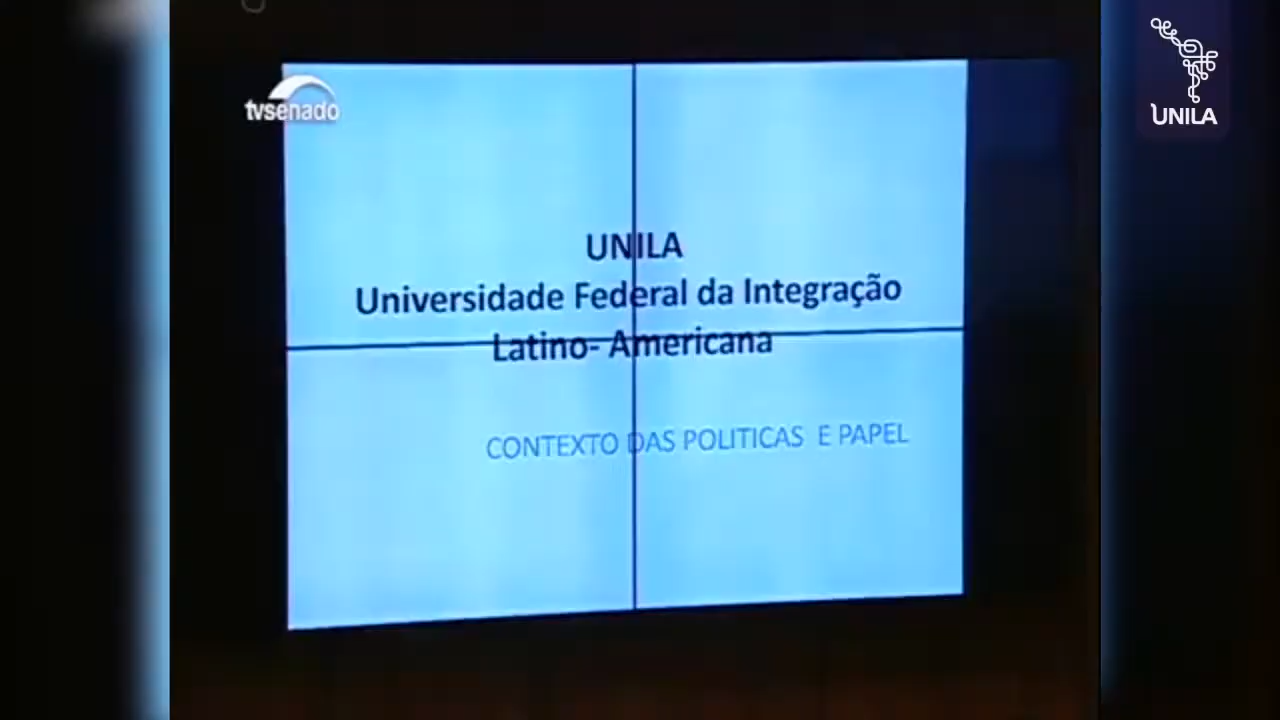 tvsenado
UNILA
UNILA
Universidade Federal da Integração
Latino- Americana
CONTEXTO DAS POLITICAS E PAPEL